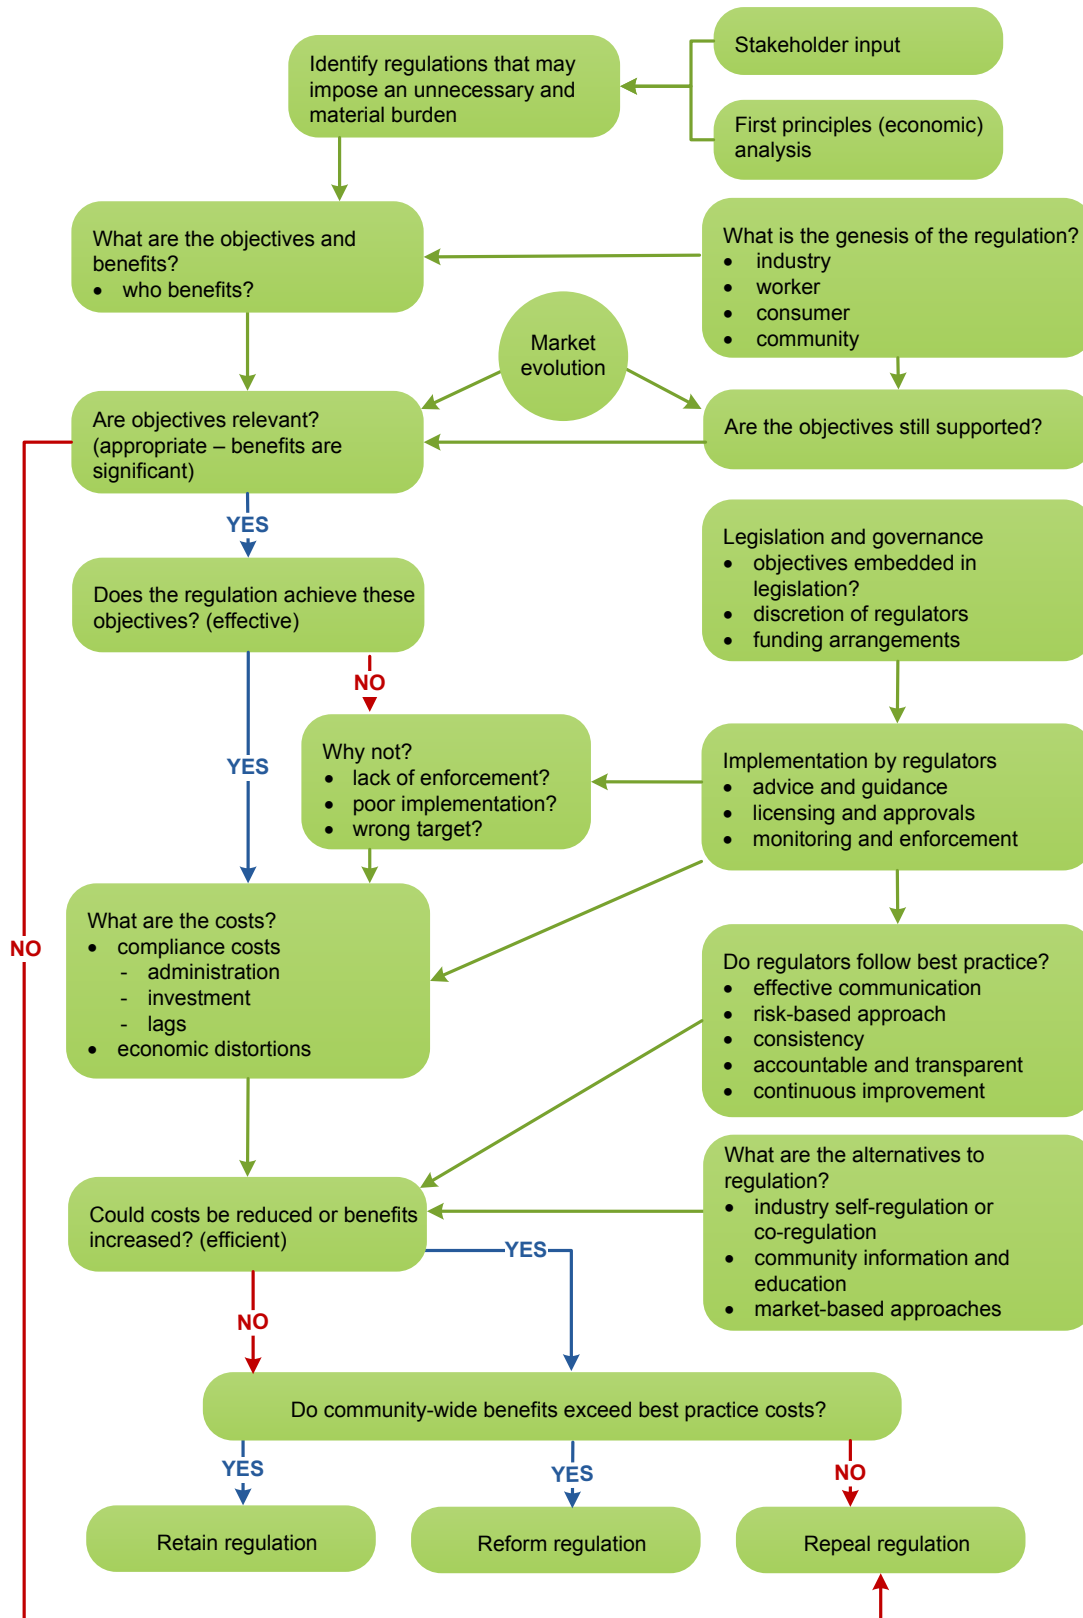 Stakeholder input
Identify regulations that may
impose an unnecessary and
material burden
First principles (economic)
analysis
What are the objectives and
benefits?
• who benefits?
What is the genesis of the regulation?
• industry
• worker
• consumer
• community
Market
evolution
Are objectives relevant?
(appropriate – benefits are
significant)
Are the objectives still supported?
YES
Legislation and governance
• objectives embedded in
legislation?
• discretion of regulators
• funding arrangements
Does the regulation achieve these
objectives? (effective)
NO
YES
Why not?
• lack of enforcement?
• poor implementation?
• wrong target?
Implementation by regulators
• advice and guidance
• licensing and approvals
• monitoring and enforcement
What are the costs?
• compliance costs
- administration
- investment
- lags
• economic distortions
NO
Do regulators follow best practice?
• effective communication
• risk-based approach
• consistency
• accountable and transparent
• continuous improvement
What are the alternatives to
regulation?
• industry self-regulation or
co-regulation
• community information and
education
• market-based approaches
Could costs be reduced or benefits
increased? (efficient)
YES
NO
Do community-wide benefits exceed best practice costs?
YES
YES
NO
Retain regulation
Reform regulation
Repeal regulation